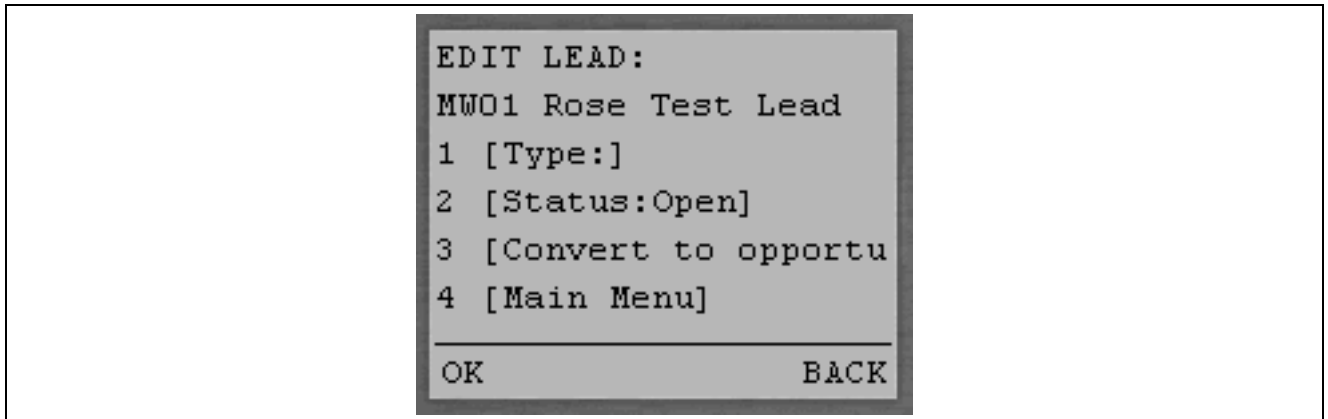 EDIT LEAD:
MW01 Rose Test Lead
1 [Type:]
2 [Status:Open]
3 [Convert to opportu
4 [Main Menu]
OK BACK